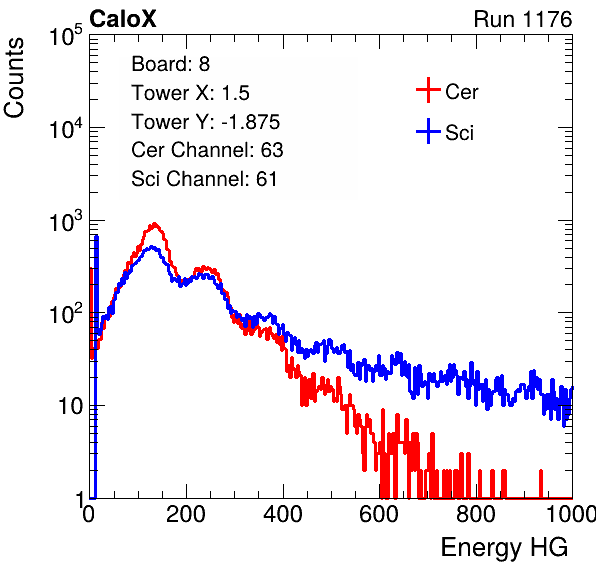 CaloX Run 1176
Counts
Board: 8
Tower X: 1.5
Tower Y: -1.875
Cer Channel: 63
Sci Channel: 61
Cer
Sci
10^5
10^4
10^3
10^2
10
1
0 200 400 600 800 1000
Energy HG